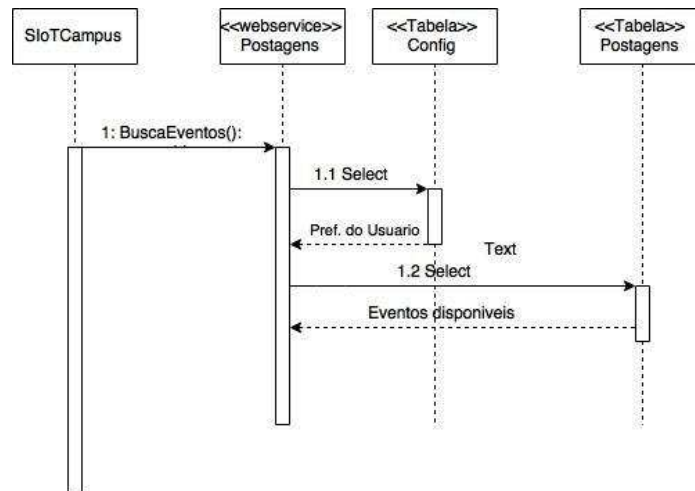 SIoTCampus
<<webservice>>
Postagens
<<Tabela>>
Config
<<Tabela>>
Postagens
1: BuscaEventos():
1.1 Select
Pref. do Usuario
Text
1.2 Select
Eventos disponiveis